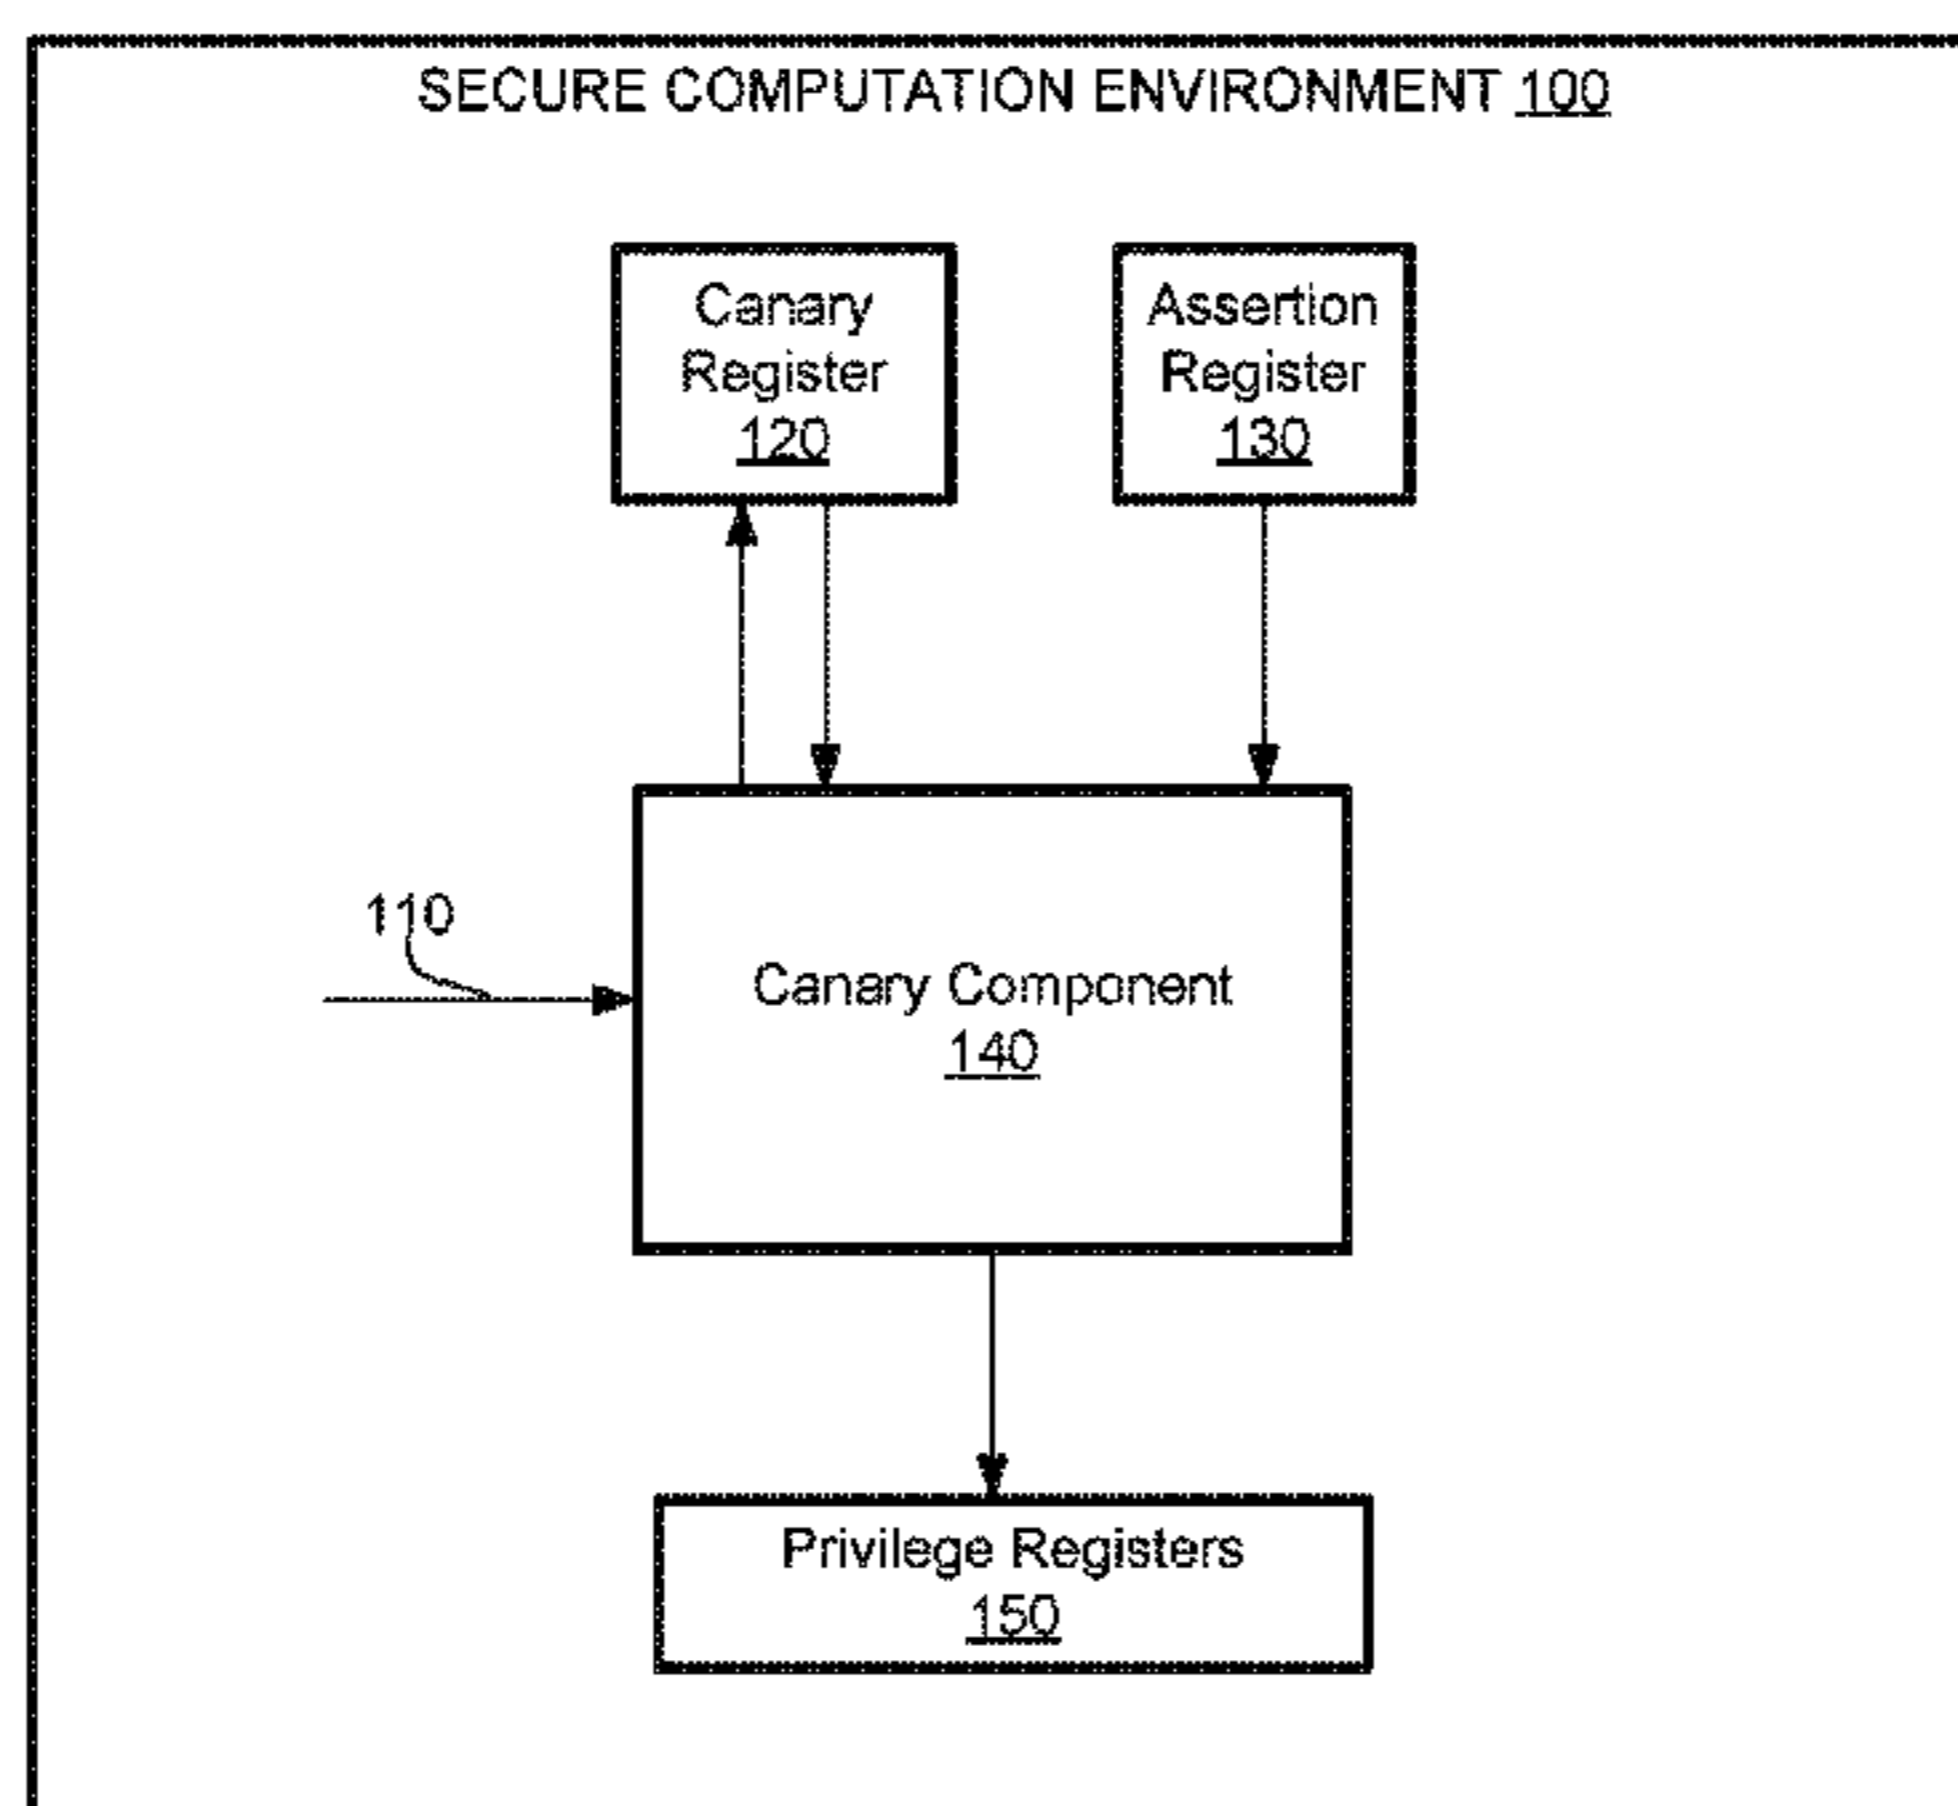 SECURE COMPUTATION ENVIRONMENT 100
Canary
Register
120
Assertion
Register
130
110
Canary Component
140
Privilege Registers
150